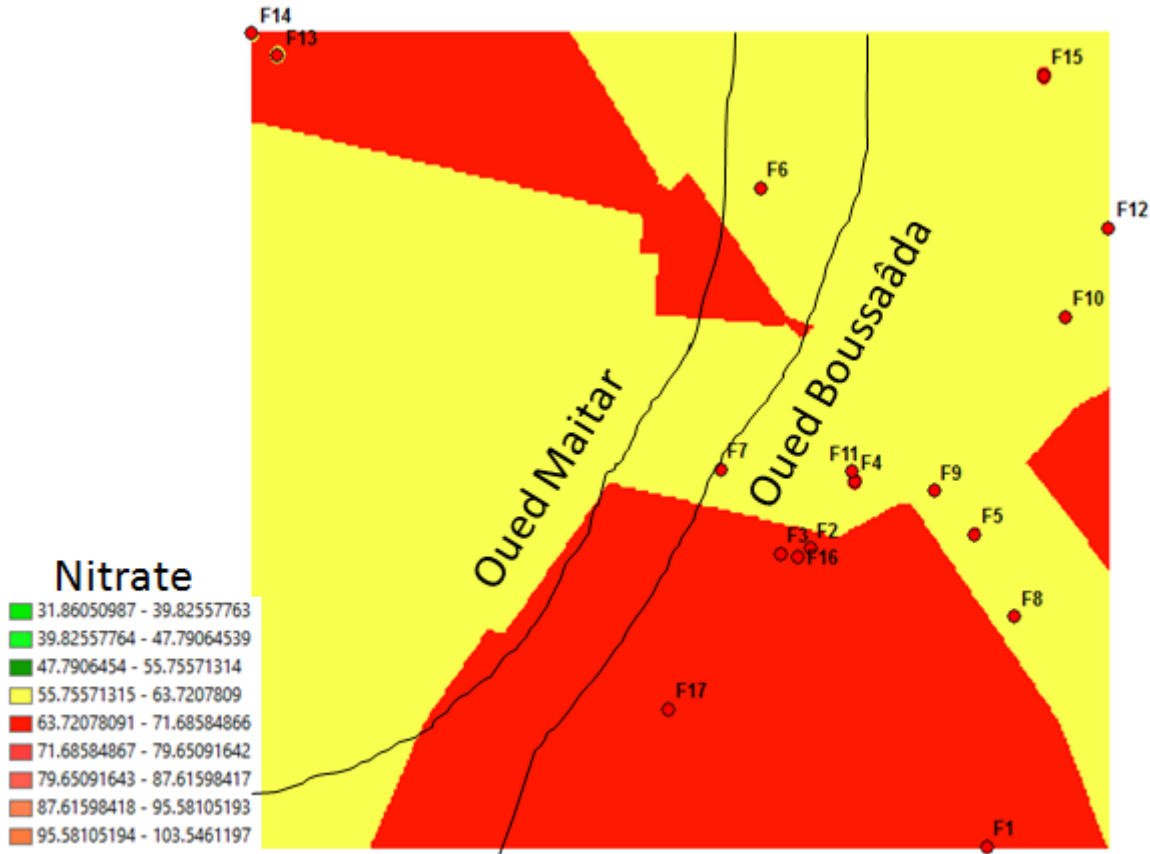 F14
F13
F15
F6
F12
F10
Oued Boussaâda
Oued Maitar
F7
F11
F4
F9
F5
F3
F2
F16
F8
F17
F1
Nitrate
31.86050987 - 39.82557763
39.82557764 - 47.79064539
47.7906454 - 55.75571314
55.75571315 - 63.7207809
63.72078091 - 71.68584866
71.68584867 - 79.65091642
79.65091643 - 87.61598417
87.61598418 - 95.58105193
95.58105194 - 103.5461197